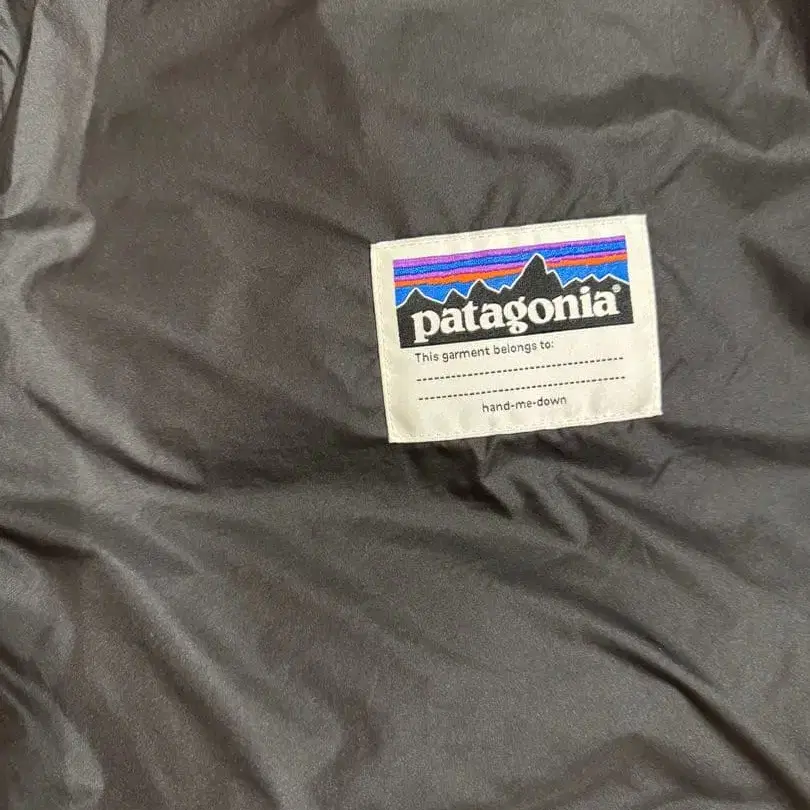 patagonia®
This garment belongs to:
hand-me-down